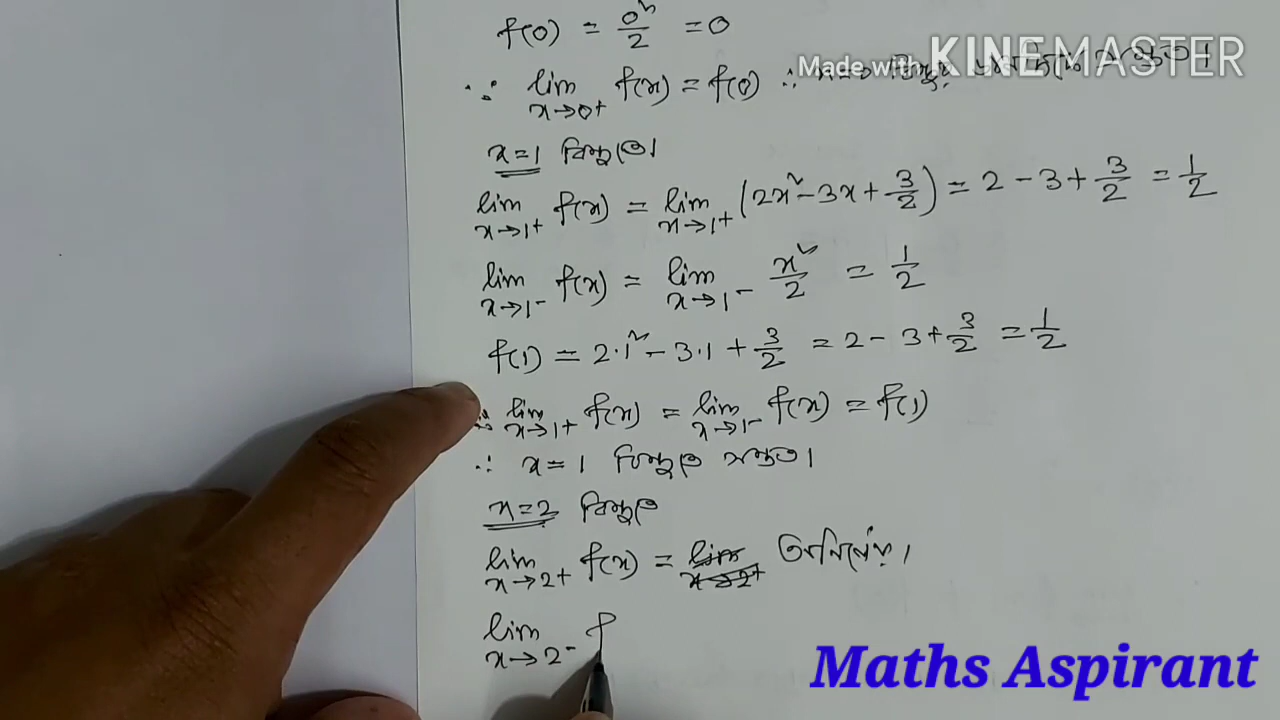 f(0) = 0²/2 = 0
Made with KINEMASTER
∴ lim x→0+ f(x) = f(0) ∴ x=0 বিন্দুতে
x=1 বিন্দুতে।
lim x→1+ f(x) = lim x→1+ (2x² - 3x + 3/2) = 2 - 3 + 3/2 = 1/2
lim x→1- f(x) = lim x→1- x²/2 = 1/2
f(1) = 2·1² - 3·1 + 3/2 = 2 - 3 + 3/2 = 1/2
∴ lim x→1+ f(x) = lim x→1- f(x) = f(1)
∴ x=1 বিন্দুতে সন্তত।
x=2 বিন্দুতে
lim x→2+ f(x) = অনির্ণেয়।
lim x→2- f
Maths Aspirant